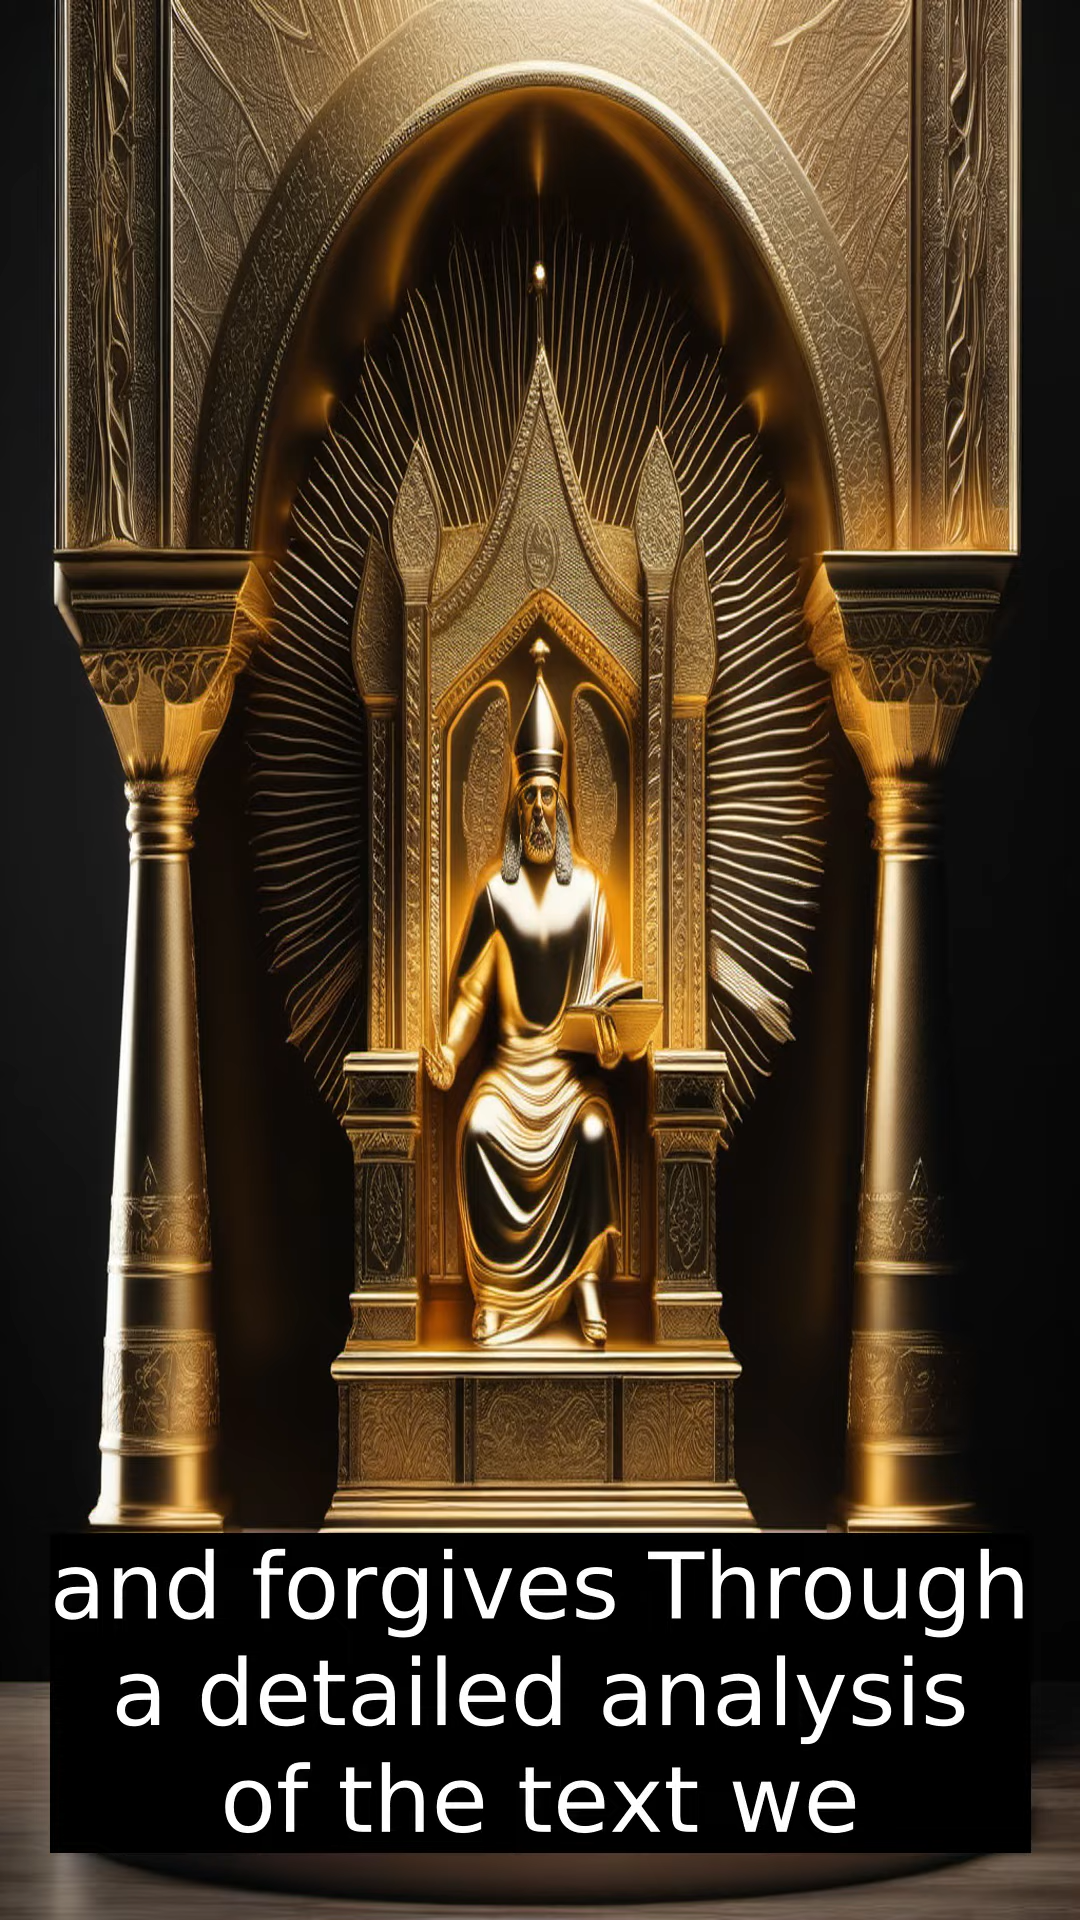 and forgives Through
a detailed analysis
of the text we